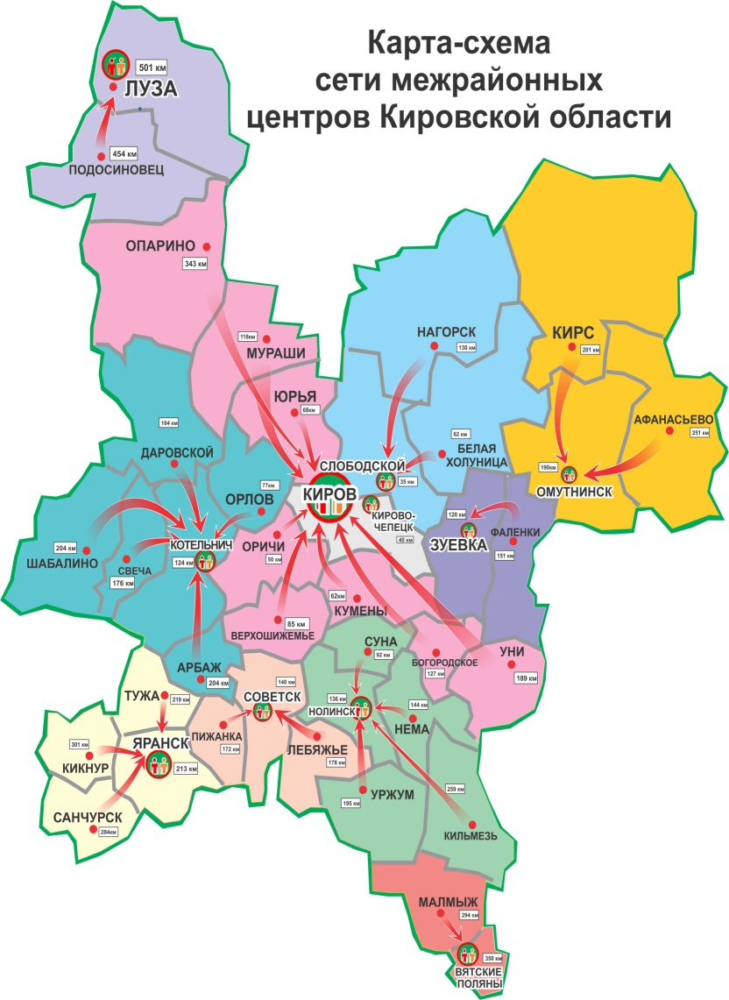 Карта-схема
сети межрайонных
центров Кировской области
501 км
ЛУЗА
454 км
ПОДОСИНОВЕЦ
ОПАРИНО
343 км
118км
МУРАШИ
НАГОРСК
130 км
КИРС
201 км
ЮРЬЯ
68км
184 км
ДАРОВСКОЙ
82 км
БЕЛАЯ
ХОЛУНИЦА
АФАНАСЬЕВО
251 км
СЛОБОДСКОЙ
35 км
190км
ОМУТНИНСК
77км
ОРЛОВ
КИРОВ
КИРОВО-
ЧЕПЕЦК
40 км
120 км
ЗУЕВКА
ФАЛЕНКИ
151 км
204 км
ШАБАЛИНО
СВЕЧА
176 км
КОТЕЛЬНИЧ
124 км
ОРИЧИ
50 км
62км
КУМЕНЫ
85 км
ВЕРХОШИЖЕМЬЕ
СУНА
92 км
БОГОРОДСКОЕ
127 км
УНИ
189 км
АРБАЖ
204 км
ТУЖА
219 км
140 км
СОВЕТСК
136 км
НОЛИНСК
144 км
НЕМА
ПИЖАНКА
172 км
ЛЕБЯЖЬЕ
178 км
ЯРАНСК
213 км
301 км
КИКНУР
САНЧУРСК
284км
195 км
УРЖУМ
259 км
КИЛЬМЕЗЬ
МАЛМЫЖ
294 км
350 км
ВЯТСКИЕ
ПОЛЯНЫ